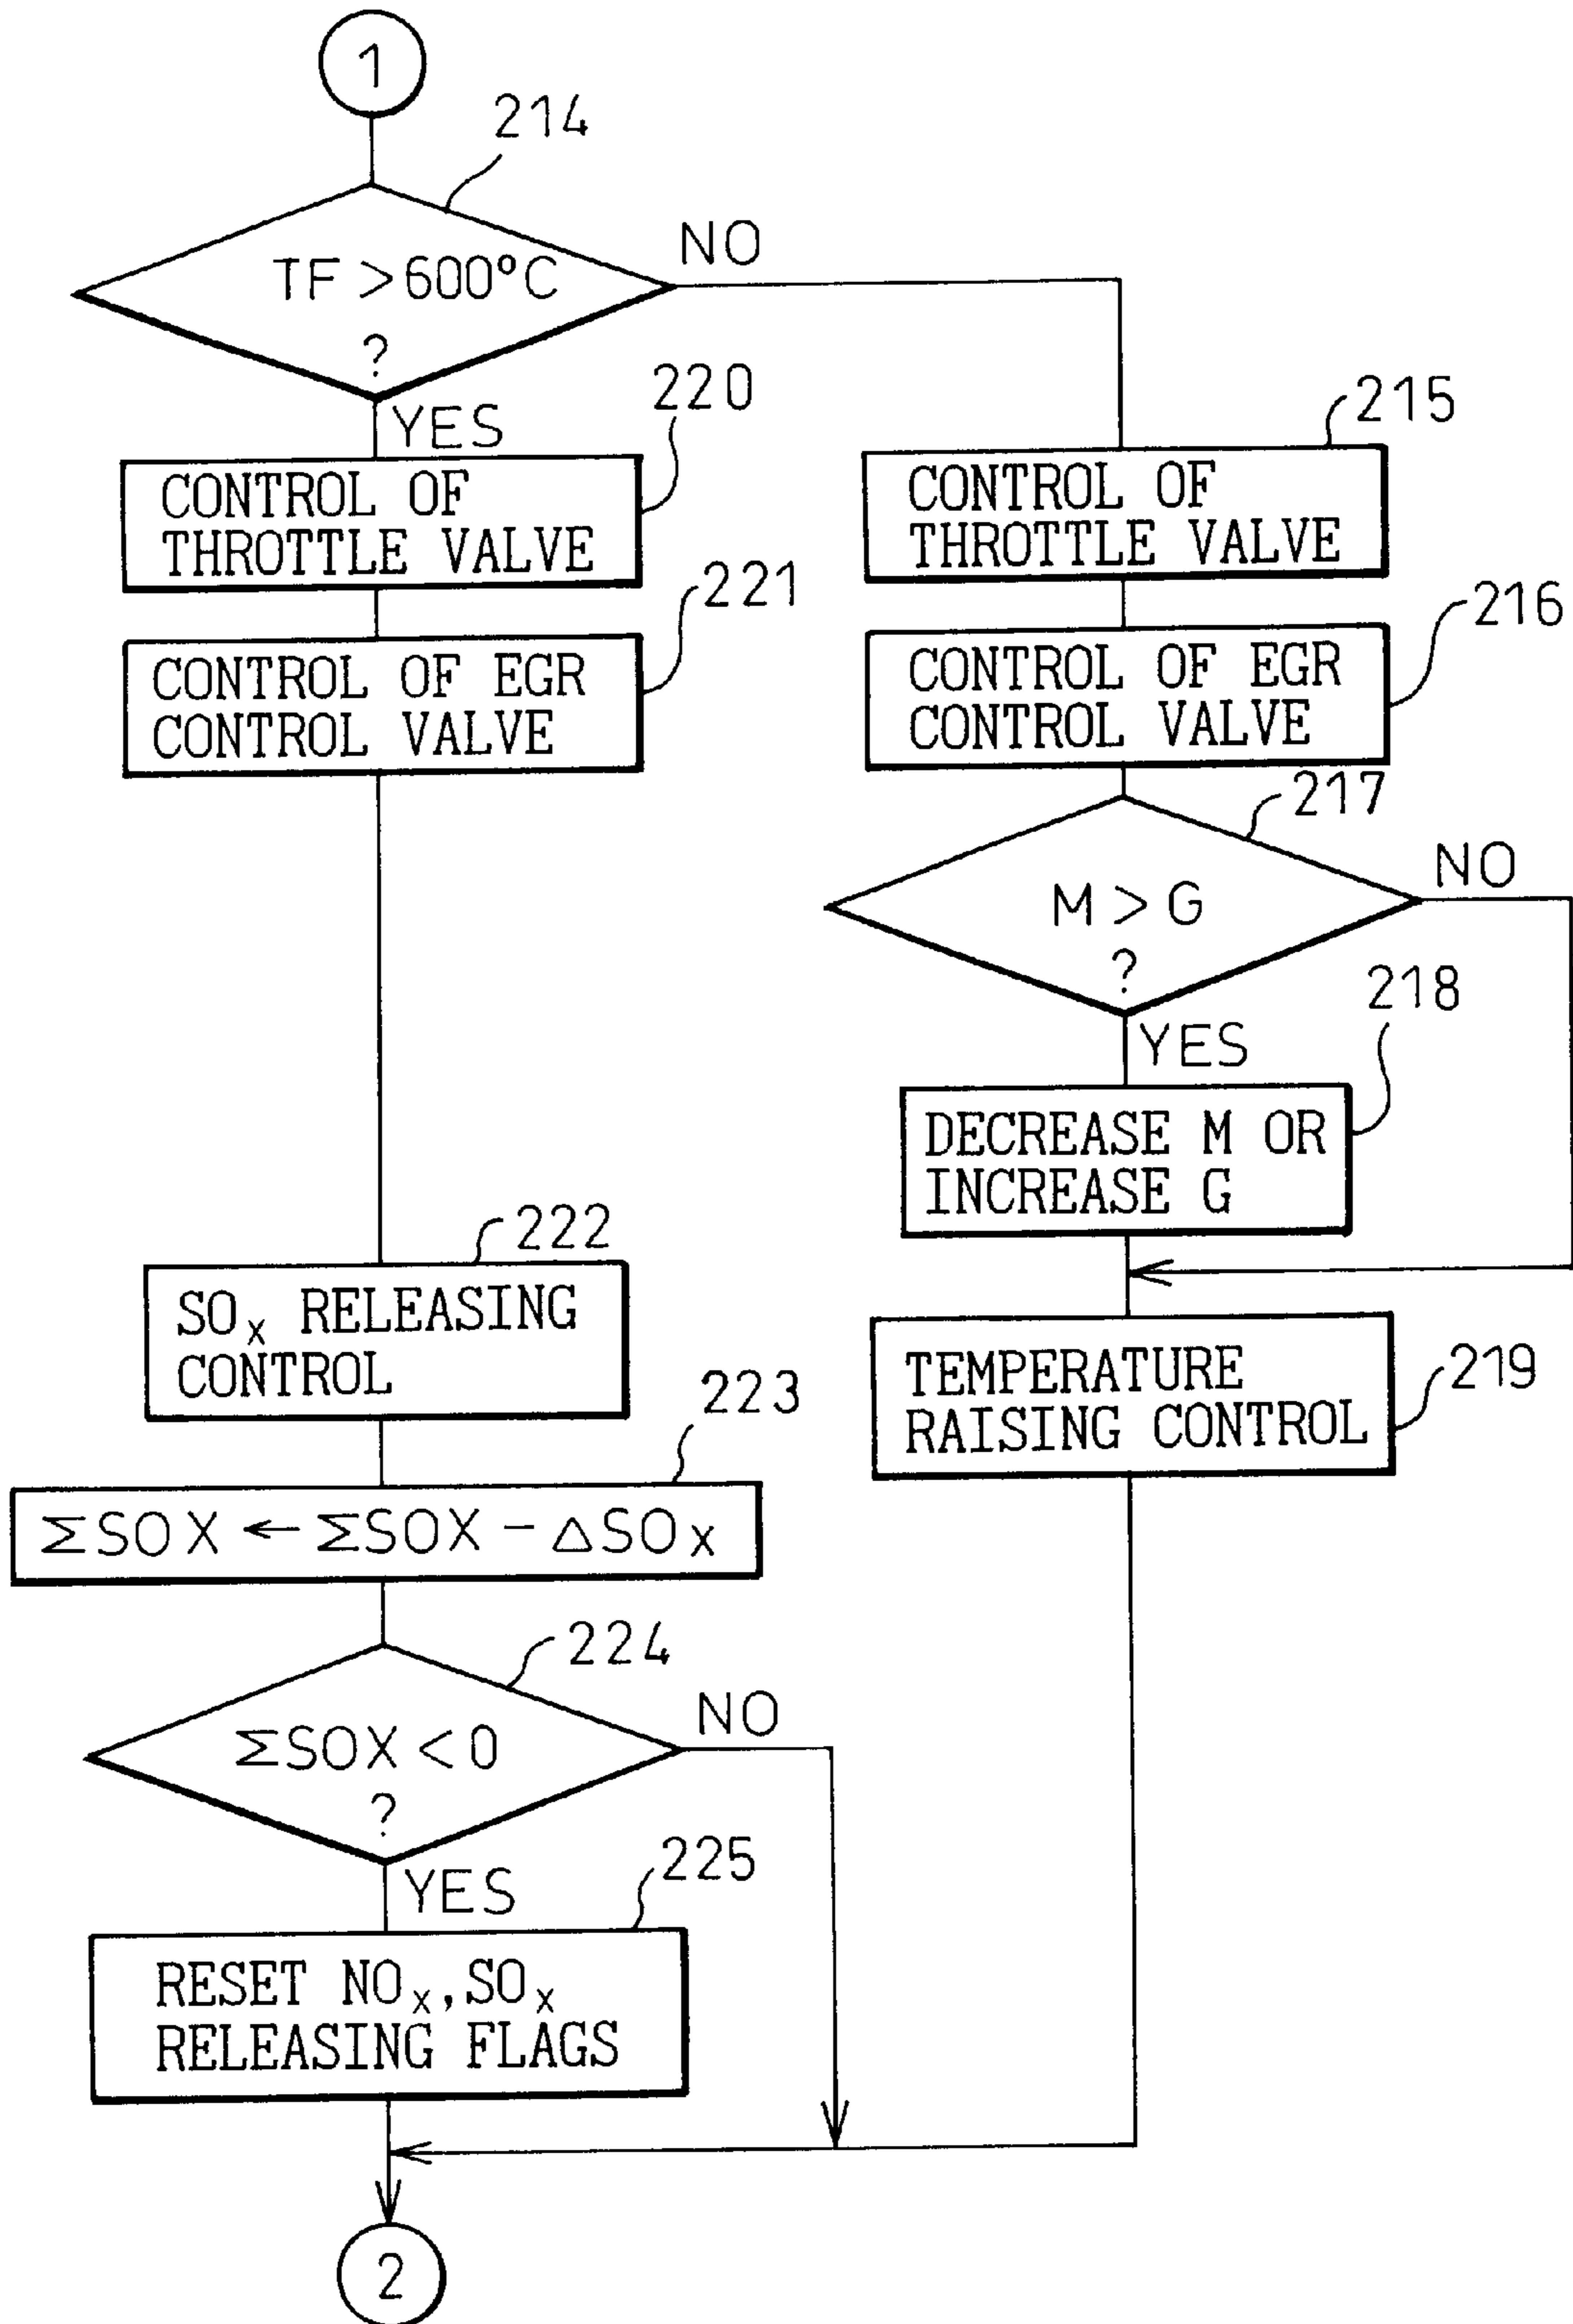 1
214
TF > 600°C
?
NO
YES
220
CONTROL OF
THROTTLE VALVE
221
CONTROL OF EGR
CONTROL VALVE
215
CONTROL OF
THROTTLE VALVE
216
CONTROL OF EGR
CONTROL VALVE
217
M > G
?
NO
YES
218
DECREASE M OR
INCREASE G
219
TEMPERATURE
RAISING CONTROL
222
SOx RELEASING
CONTROL
223
ΣSOX ← ΣSOX − ΔSOx
224
ΣSOX < 0
?
NO
YES
225
RESET NOx, SOx
RELEASING FLAGS
2